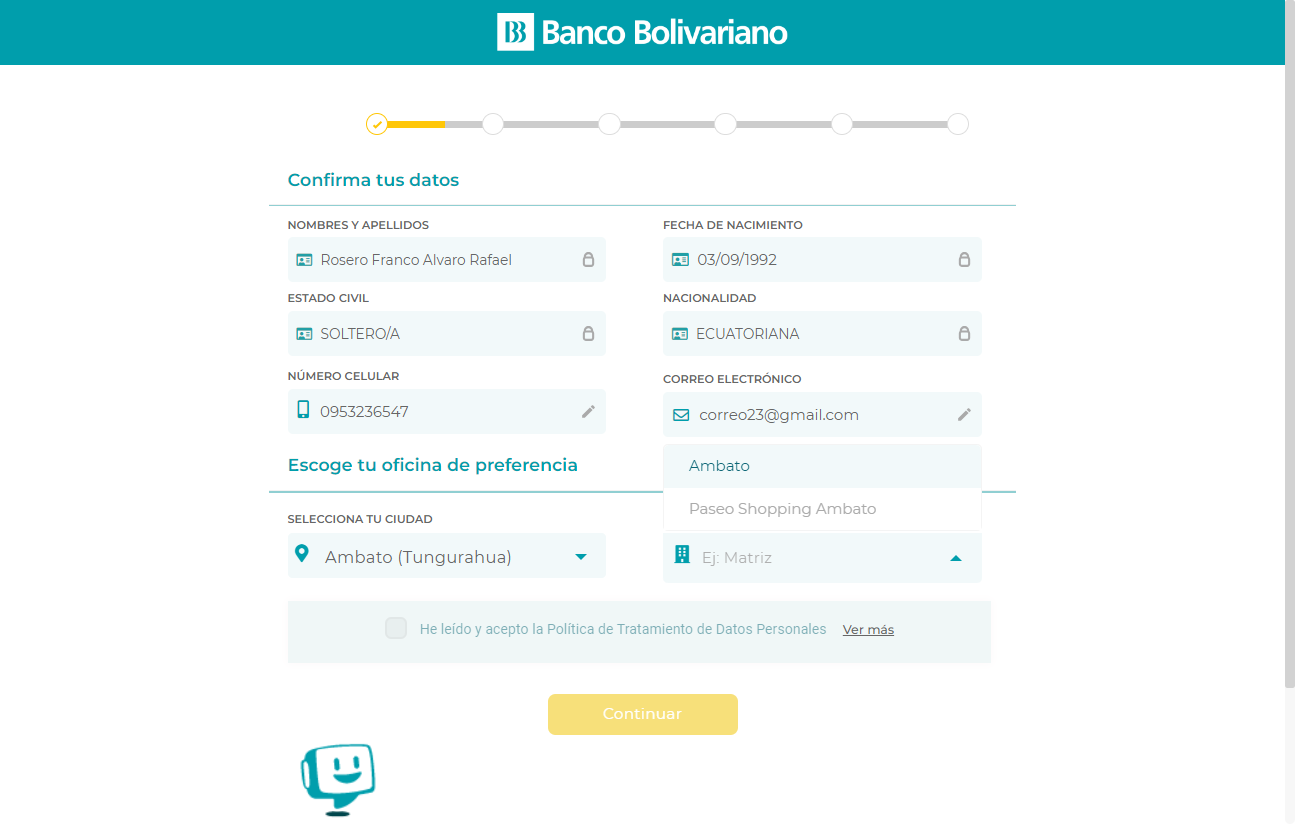 Banco Bolivariano
Confirma tus datos
NOMBRES Y APELLIDOS
Rosero Franco Alvaro Rafael
FECHA DE NACIMIENTO
03/09/1992
ESTADO CIVIL
SOLTERO/A
NACIONALIDAD
ECUATORIANA
NÚMERO CELULAR
0953236547
CORREO ELECTRÓNICO
correo23@gmail.com
Escoge tu oficina de preferencia
Ambato
Paseo Shopping Ambato
SELECCIONA TU CIUDAD
Ambato (Tungurahua)
Ej: Matriz
He leído y acepto la Política de Tratamiento de Datos Personales Ver más
Continuar